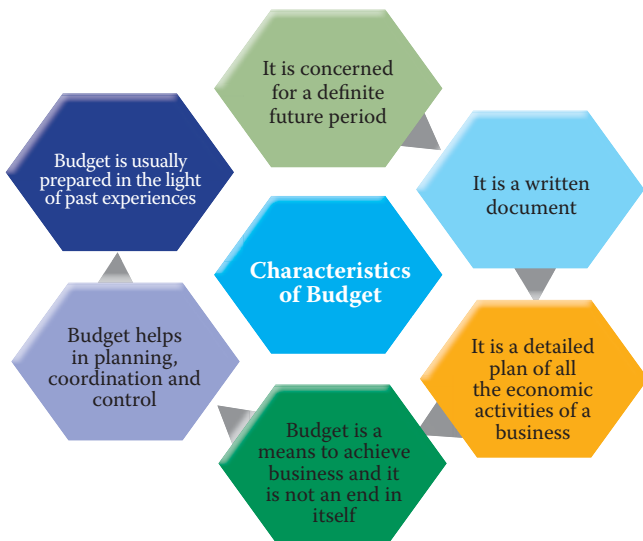 Characteristics
of Budget
It is concerned
for a definite
future period
It is a written
document
It is a detailed
plan of all
the economic
activities of a
business
Budget is a
means to achieve
business and it
is not an end in
itself
Budget helps
in planning,
coordination and
control
Budget is usually
prepared in the light
of past experiences